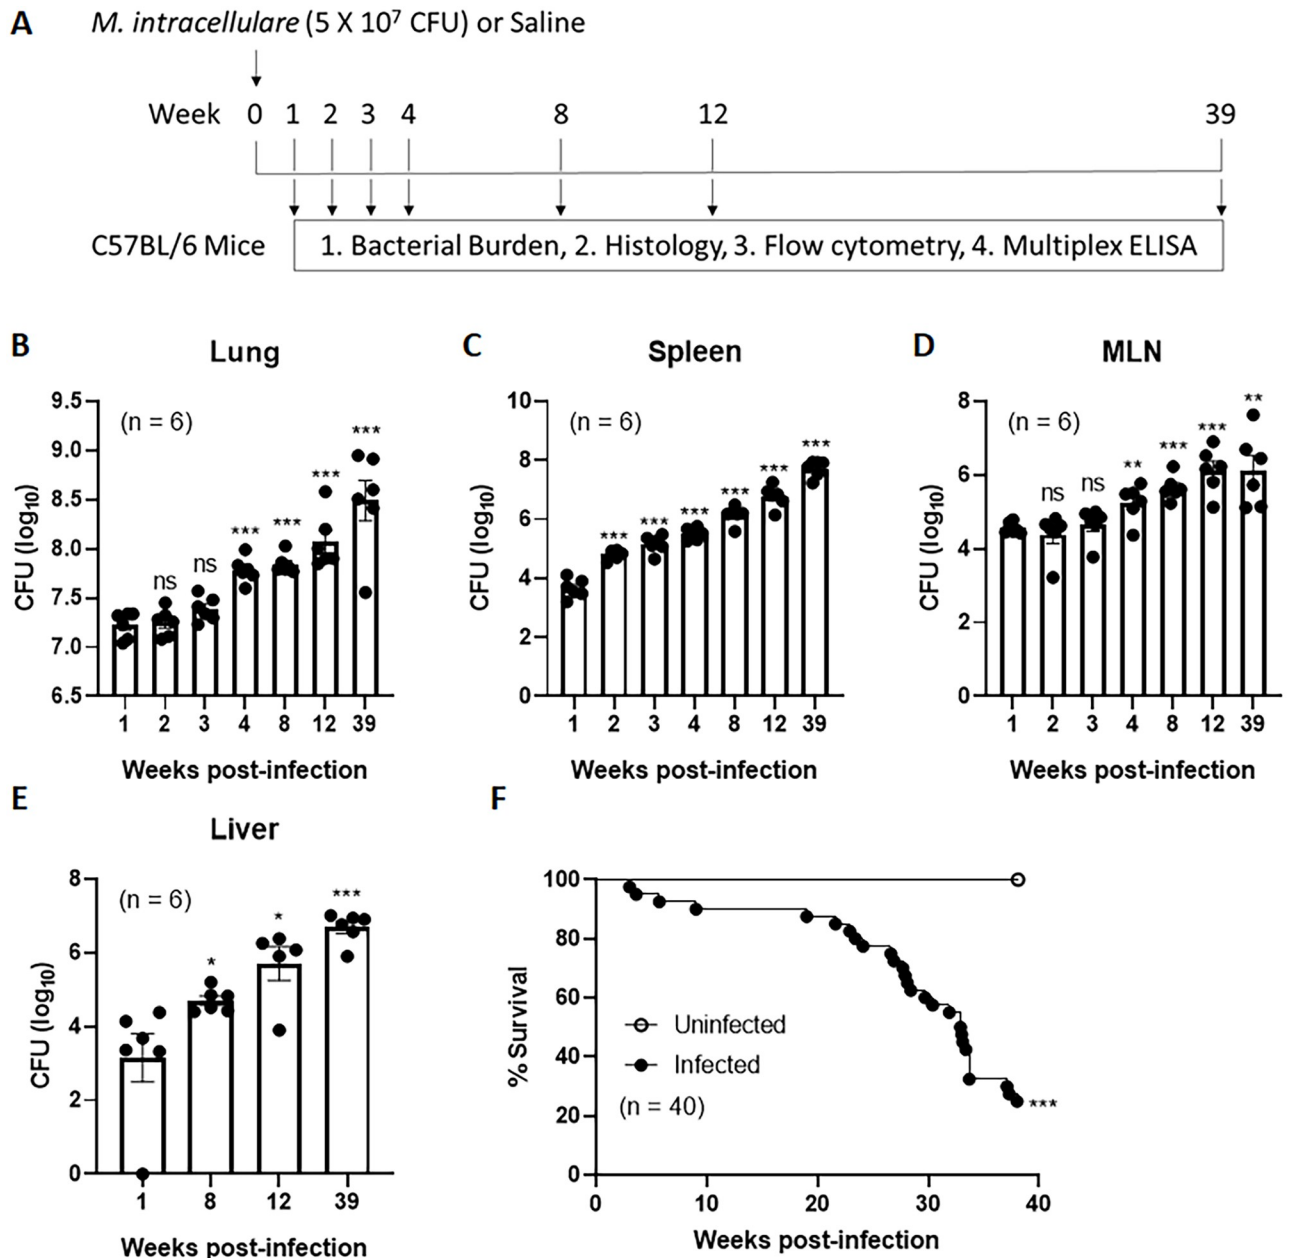 A
M. intracellulare (5 X 10⁷ CFU) or Saline
Week 0 1 2 3 4 8 12 39
C57BL/6 Mice
1. Bacterial Burden, 2. Histology, 3. Flow cytometry, 4. Multiplex ELISA
B
Lung
(n = 6)
CFU (log₁₀)
9.5
9.0
8.5
8.0
7.5
7.0
6.5
ns ns *** *** *** ***
1 2 3 4 8 12 39
Weeks post-infection
C
Spleen
(n = 6)
CFU (log₁₀)
10
8
6
4
2
0
*** *** *** *** *** ***
1 2 3 4 8 12 39
Weeks post-infection
D
MLN
(n = 6)
CFU (log₁₀)
8
6
4
2
0
ns ns ** *** *** **
1 2 3 4 8 12 39
Weeks post-infection
E
Liver
(n = 6)
CFU (log₁₀)
8
6
4
2
0
* * ***
1 8 12 39
Weeks post-infection
F
% Survival
100
80
60
40
20
0
Uninfected
Infected
(n = 40)
***
0 10 20 30 40
Weeks post-infection